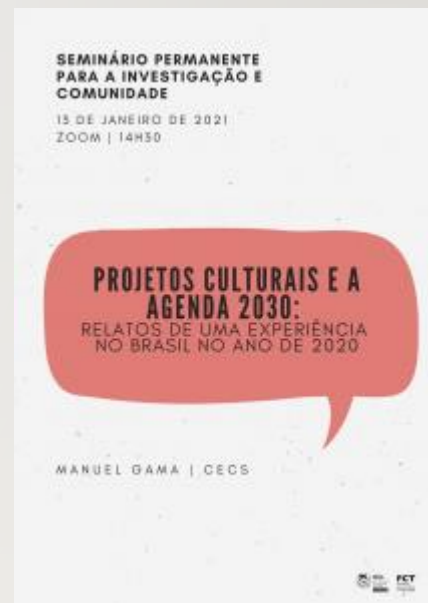 SEMINÁRIO PERMANENTE
PARA A INVESTIGAÇÃO E
COMUNIDADE
13 DE JANEIRO DE 2021
ZOOM | 14H30
PROJETOS CULTURAIS E A
AGENDA 2030:
RELATOS DE UMA EXPERIÊNCIA
NO BRASIL NO ANO DE 2020
MANUEL GAMA | CECS
FCT